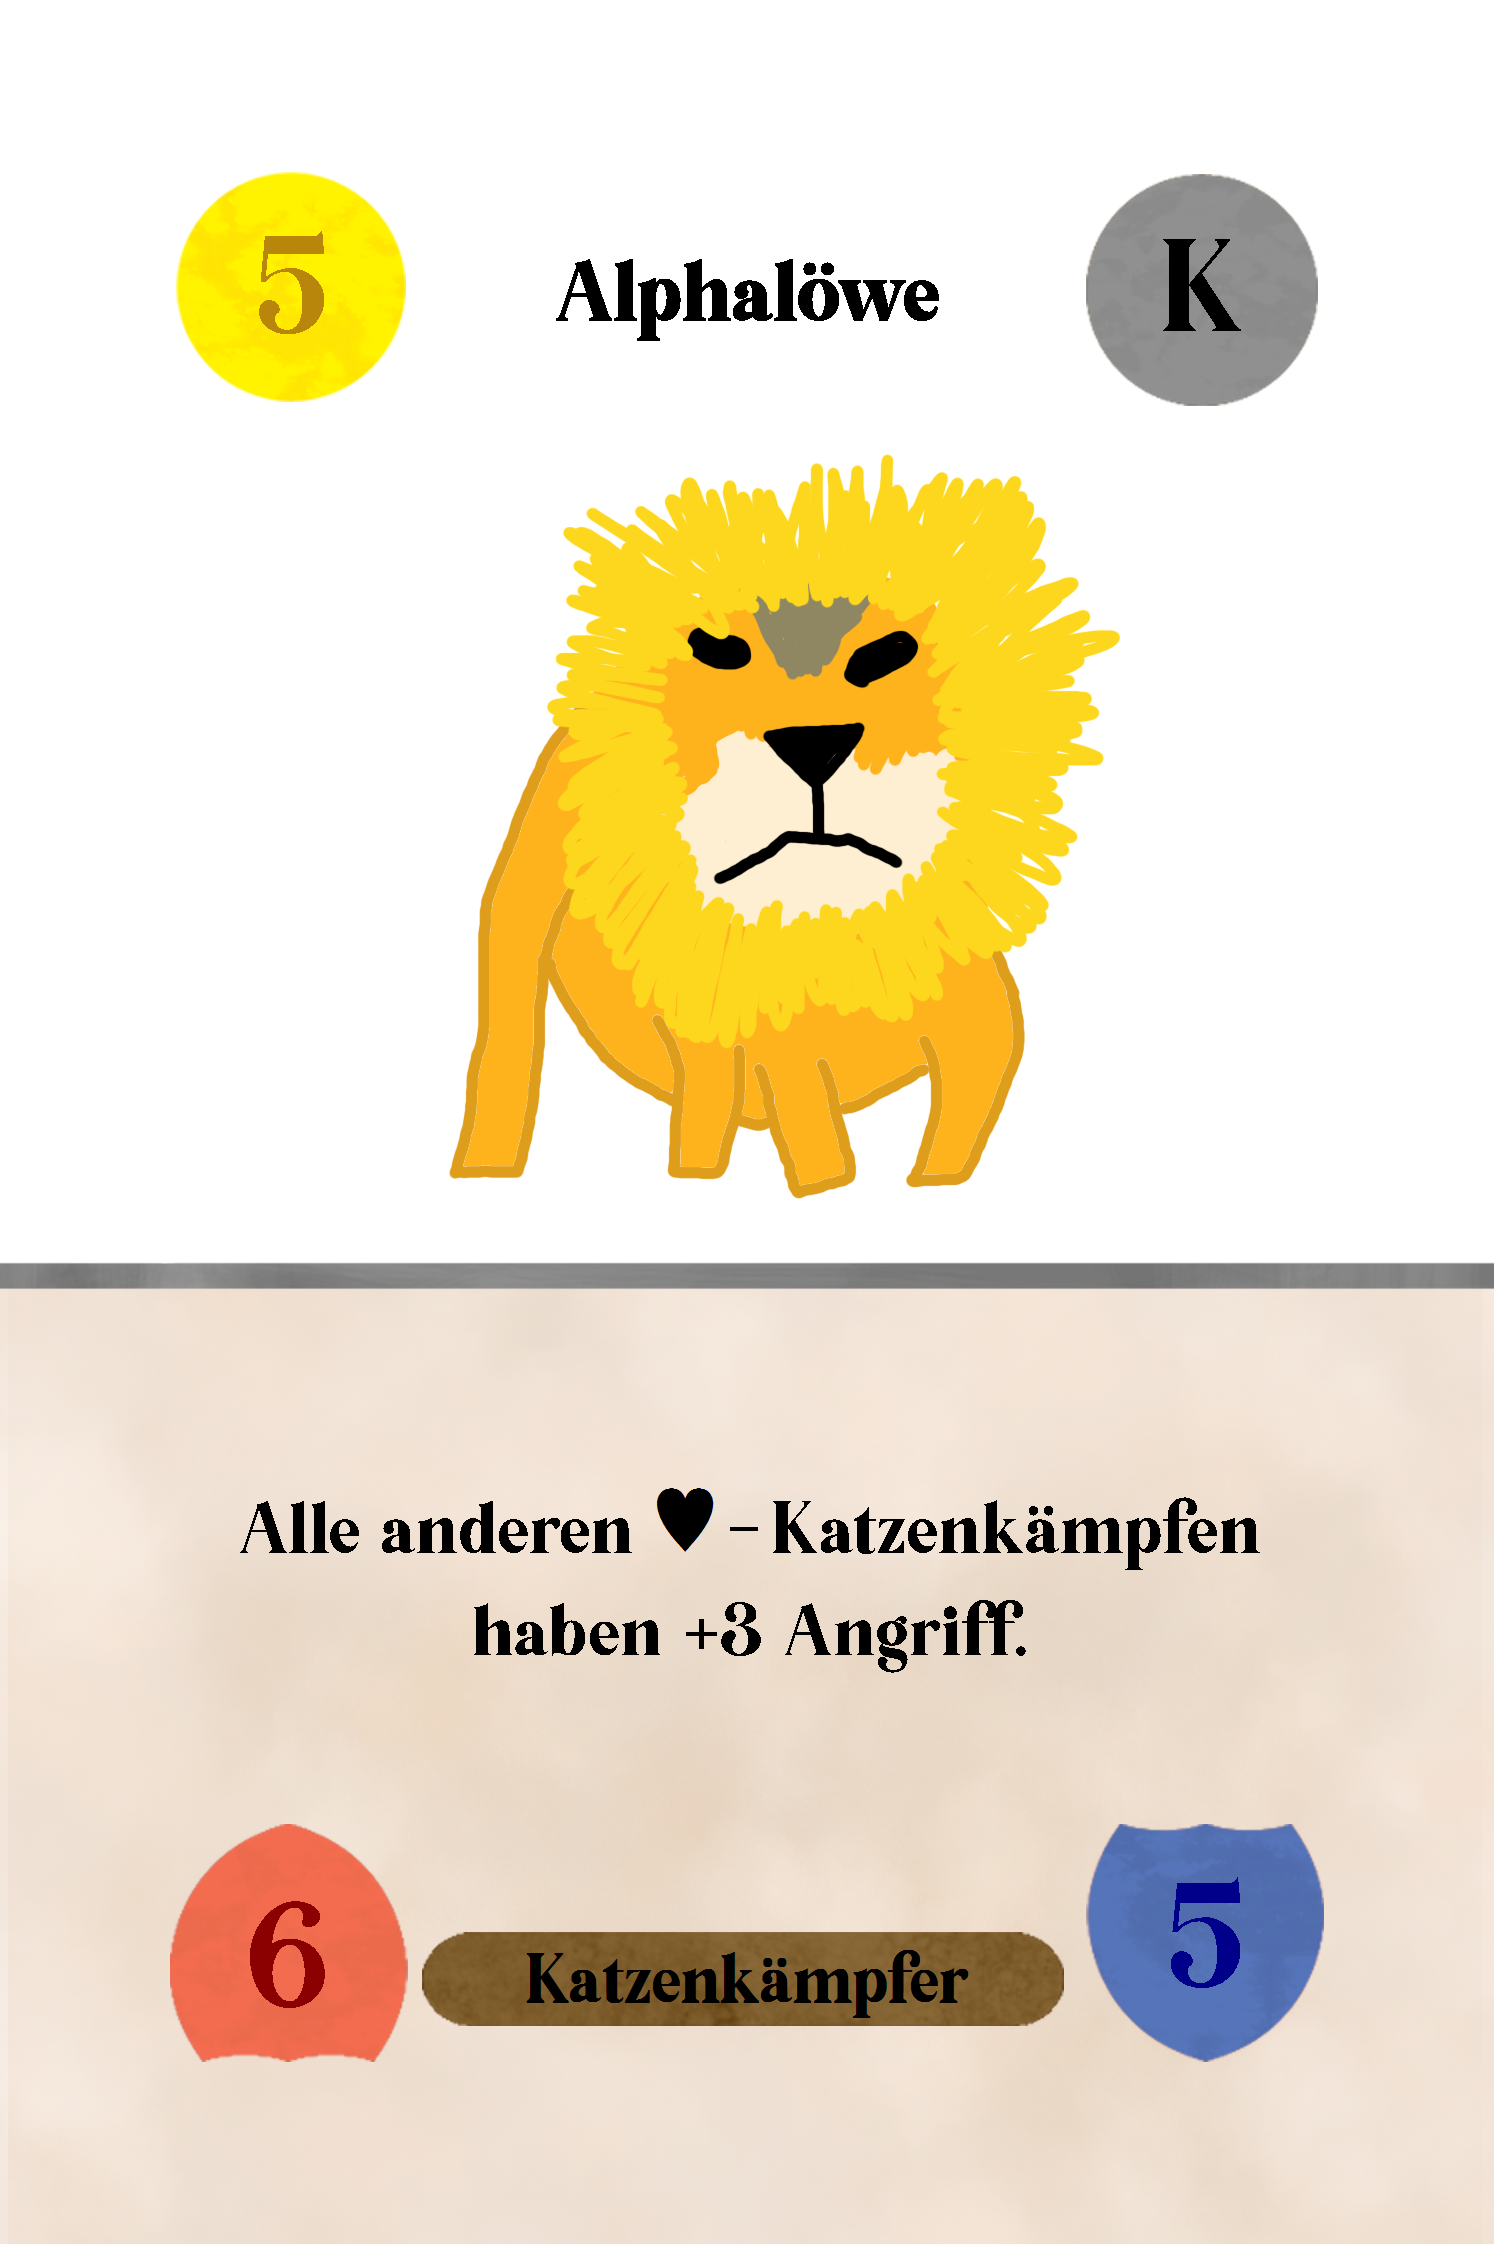 5 Alphalöwe K
Alle anderen ♥ - Katzenkämpfen
haben +3 Angriff.
6 Katzenkämpfer 5